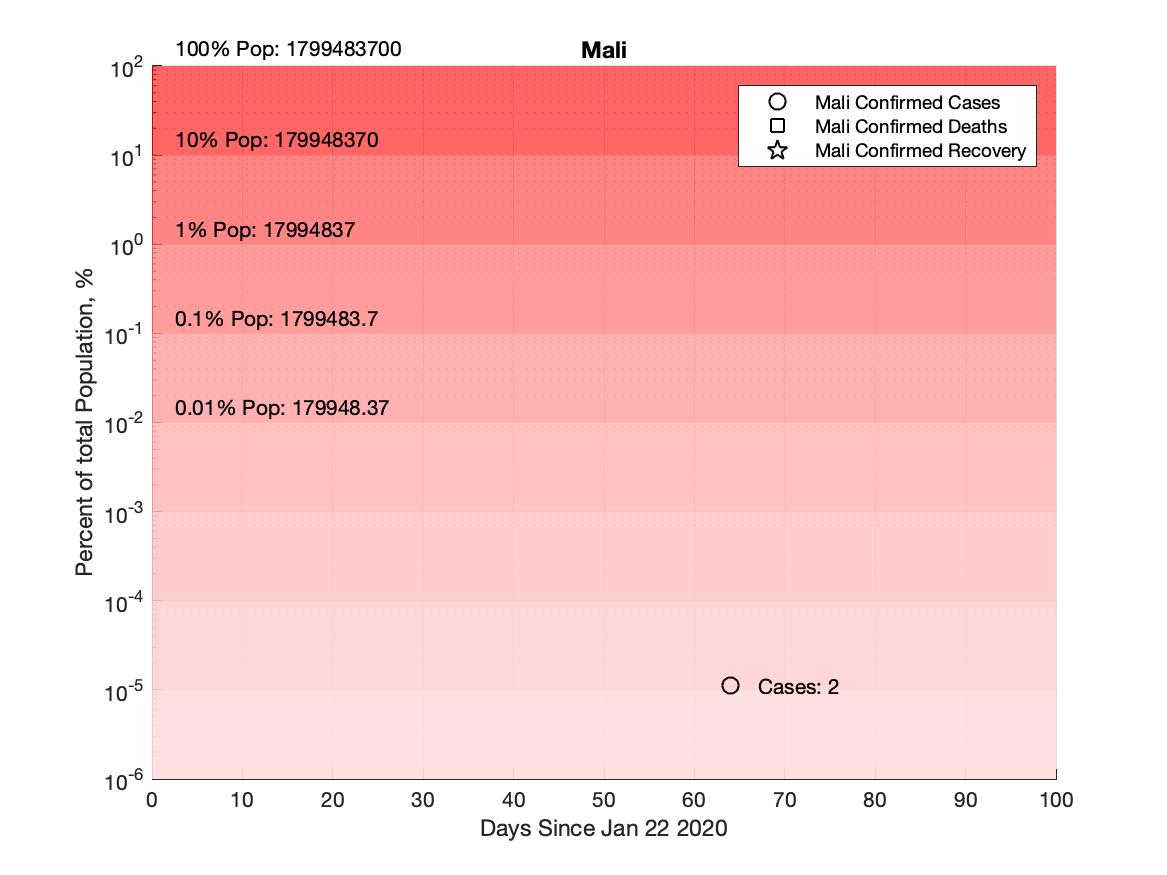 Mali
100% Pop: 1799483700
10% Pop: 179948370
1% Pop: 17994837
0.1% Pop: 1799483.7
0.01% Pop: 179948.37
Mali Confirmed Cases
Mali Confirmed Deaths
Mali Confirmed Recovery
Cases: 2
Percent of total Population, %
10^2
10^1
10^0
10^-1
10^-2
10^-3
10^-4
10^-5
10^-6
0 10 20 30 40 50 60 70 80 90 100
Days Since Jan 22 2020